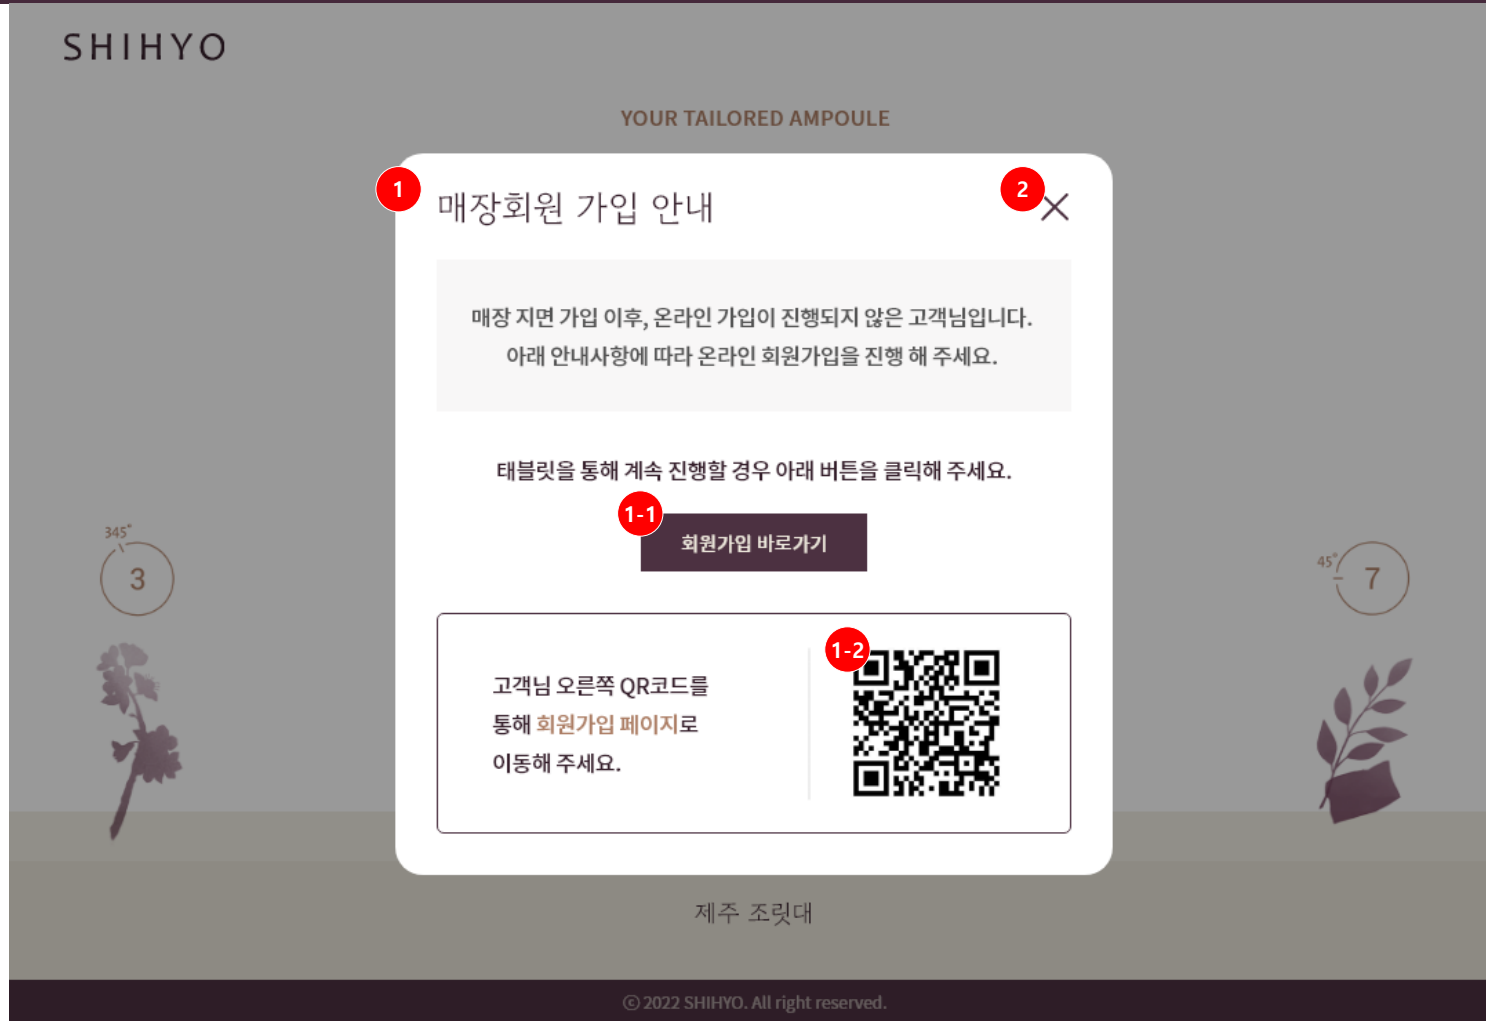 SHIHYO
YOUR TAILORED AMPOULE
1
매장회원 가입 안내
2
매장 지면 가입 이후, 온라인 가입이 진행되지 않은 고객님입니다.
아래 안내사항에 따라 온라인 회원가입을 진행 해 주세요.
태블릿을 통해 계속 진행할 경우 아래 버튼을 클릭해 주세요.
1-1
회원가입 바로가기
345°
3
45°
7
1-2
고객님 오른쪽 QR코드를
통해 회원가입 페이지로
이동해 주세요.
제주 조릿대
ⓒ 2022 SHIHYO. All right reserved.